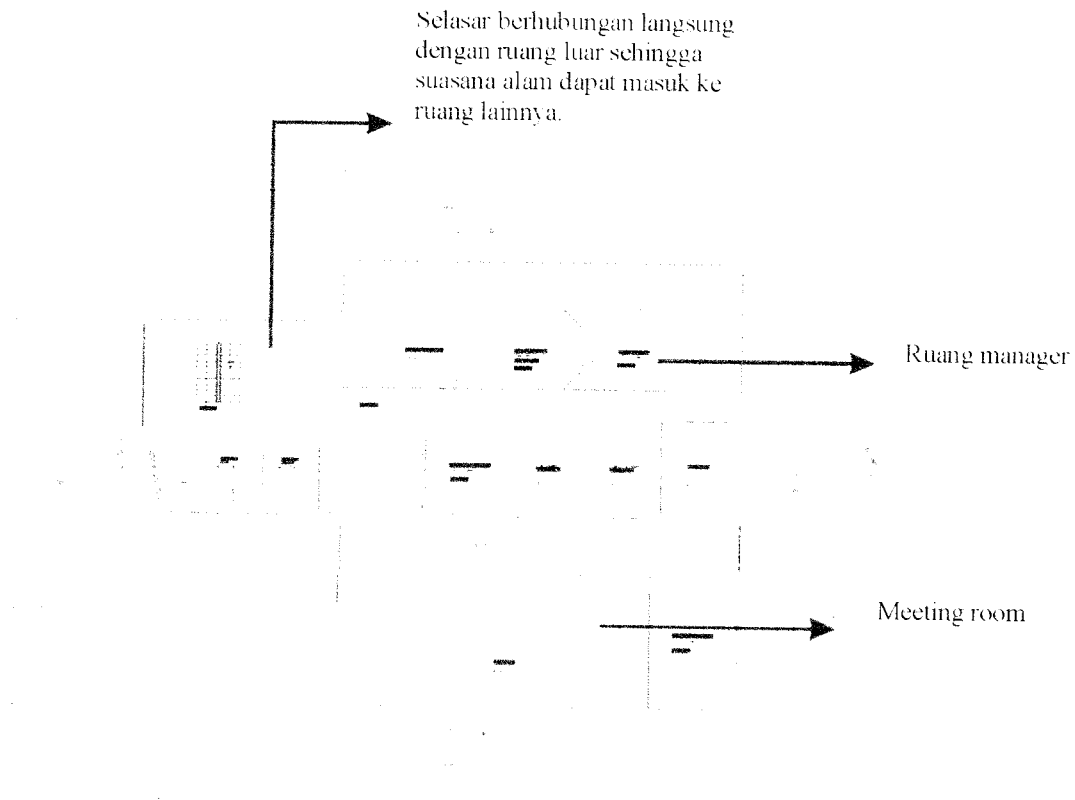 Selasar berhubungan langsung
dengan ruang luar sehingga
suasana alam dapat masuk ke
ruang lainnya.
Ruang manager
Meeting room